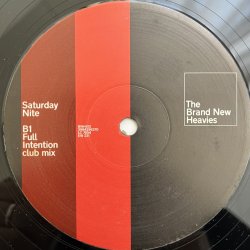 Saturday
Nite
B1
Full
Intention
club mix
The
Brand New
Heavies